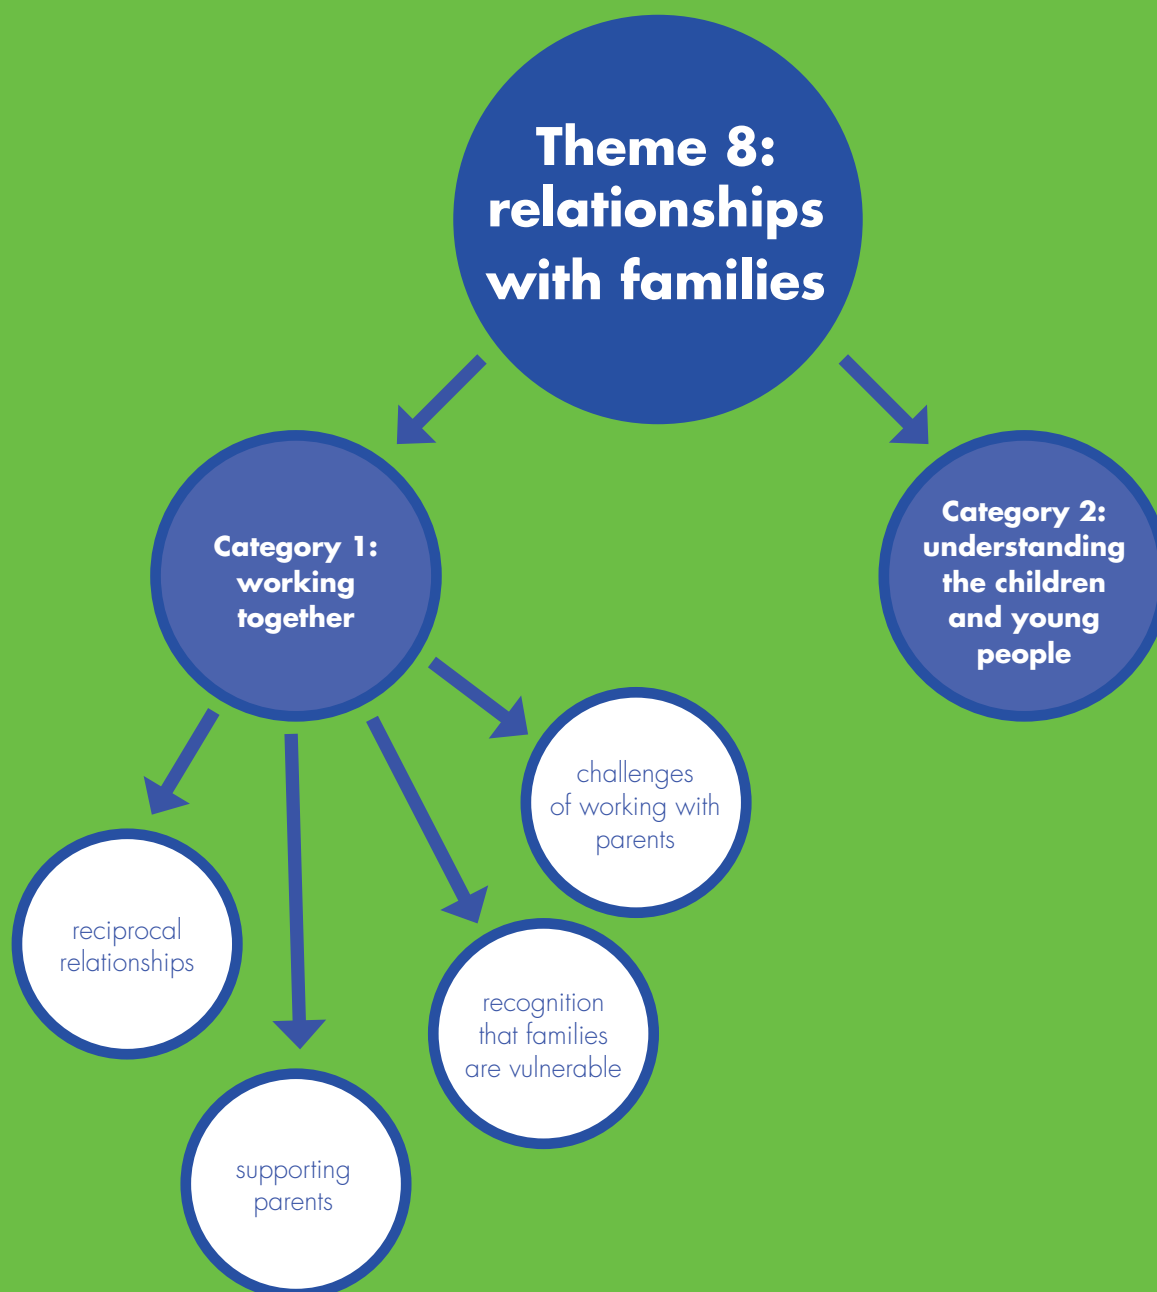 Theme 8:
relationships
with families
Category 1:
working
together
Category 2:
understanding
the children
and young
people
challenges
of working with
parents
reciprocal
relationships
recognition
that families
are vulnerable
supporting
parents